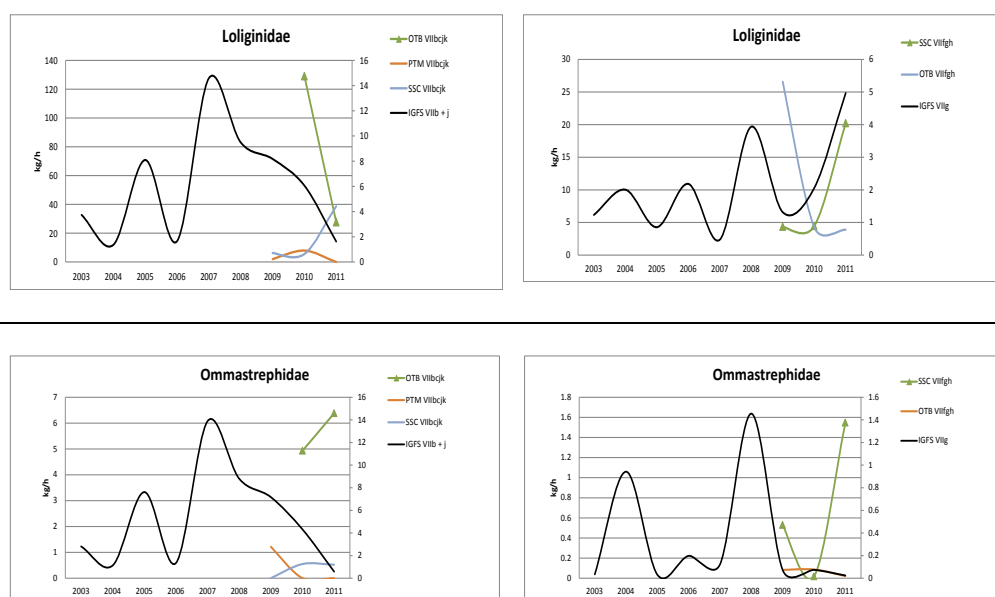 Loliginidae
OTB VIIbcjk
PTM VIIbcjk
SSC VIIbcjk
IGFS VIIb + j
kg/h
140
120
100
80
60
40
20
0
16
14
12
10
8
6
4
2
0
2003 2004 2005 2006 2007 2008 2009 2010 2011
Loliginidae
SSC VIIfgh
OTB VIIfgh
IGFS VIIg
kg/h
30
25
20
15
10
5
0
6
5
4
3
2
1
0
2003 2004 2005 2006 2007 2008 2009 2010 2011
Ommastrephidae
OTB VIIbcjk
PTM VIIbcjk
SSC VIIbcjk
IGFS VIIb + j
kg/h
7
6
5
4
3
2
1
0
16
14
12
10
8
6
4
2
0
2003 2004 2005 2006 2007 2008 2009 2010 2011
Ommastrephidae
SSC VIIfgh
OTB VIIfgh
IGFS VIIg
kg/h
1.8
1.6
1.4
1.2
1
0.8
0.6
0.4
0.2
0
1.6
1.4
1.2
1
0.8
0.6
0.4
0.2
0
2003 2004 2005 2006 2007 2008 2009 2010 2011